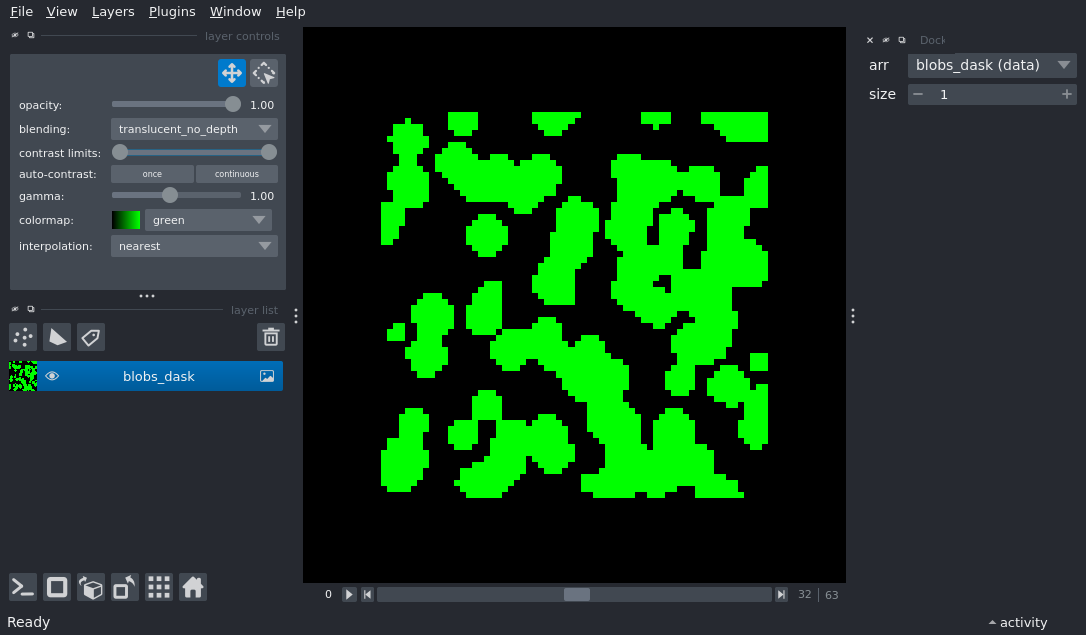 File View Layers Plugins Window Help
layer controls
opacity: 1.00
blending: translucent_no_depth
contrast limits:
auto-contrast: once continuous
gamma: 1.00
colormap: green
interpolation: nearest
layer list
blobs_dask
Dock
arr blobs_dask (data)
size 1
0 32 63
Ready activity